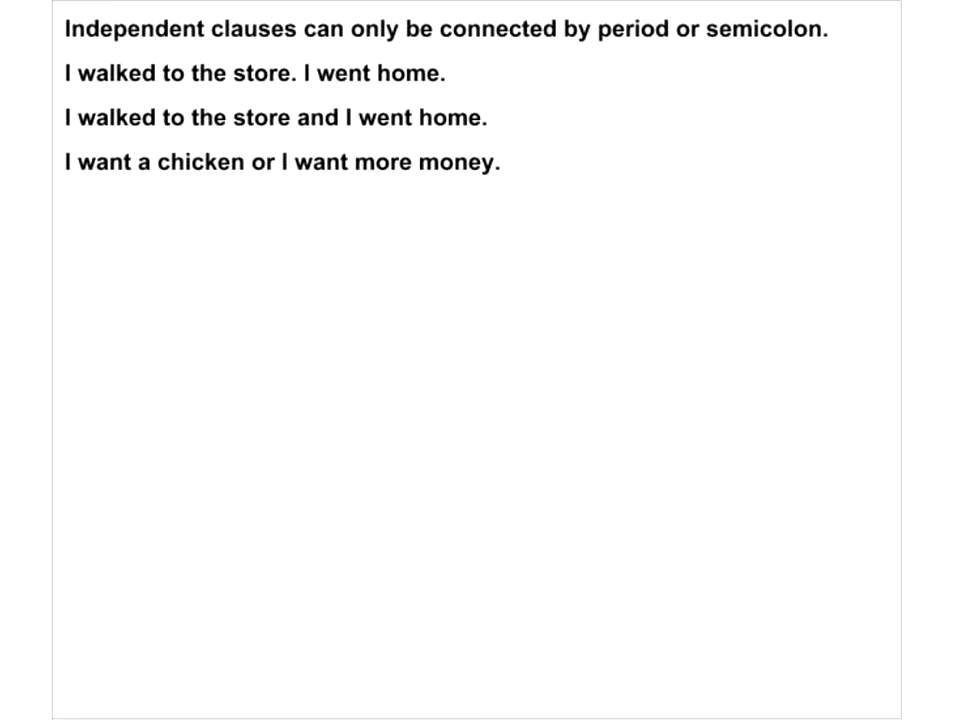 Independent clauses can only be connected by period or semicolon.
I walked to the store. I went home.
I walked to the store and I went home.
I want a chicken or I want more money.